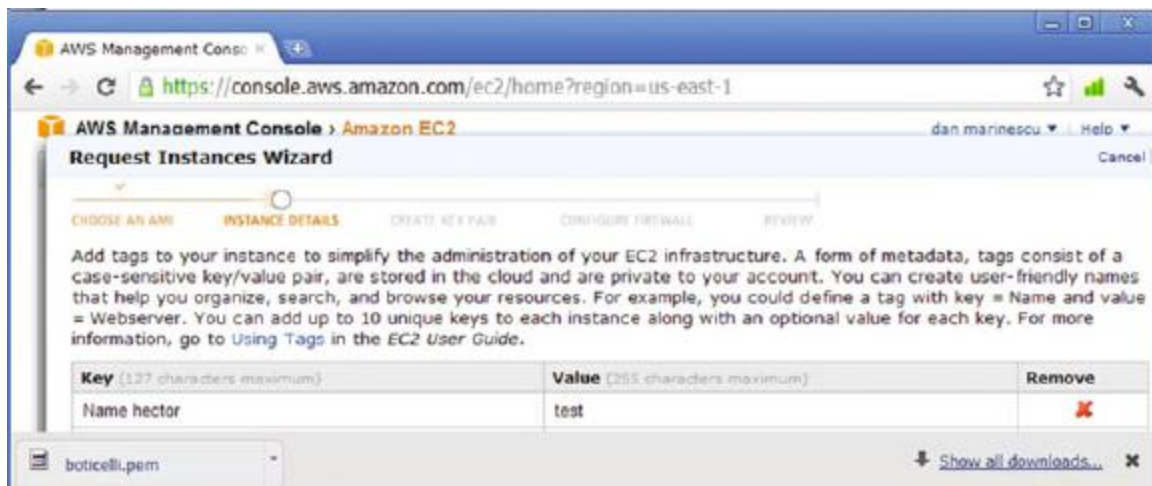 AWS Management Conso
https://console.aws.amazon.com/ec2/home?region=us-east-1
AWS Management Console › Amazon EC2 dan marinescu Help
Request Instances Wizard Cancel
CHOOSE AN AMI INSTANCE DETAILS CREATE KEY PAIR CONFIGURE FIREWALL REVIEW
Add tags to your instance to simplify the administration of your EC2 infrastructure. A form of metadata, tags consist of a
case-sensitive key/value pair, are stored in the cloud and are private to your account. You can create user-friendly names
that help you organize, search, and browse your resources. For example, you could define a tag with key = Name and value
= Webserver. You can add up to 10 unique keys to each instance along with an optional value for each key. For more
information, go to Using Tags in the EC2 User Guide.
Key (127 characters maximum) Value (255 characters maximum) Remove
Name hector test
boticelli.pem Show all downloads...